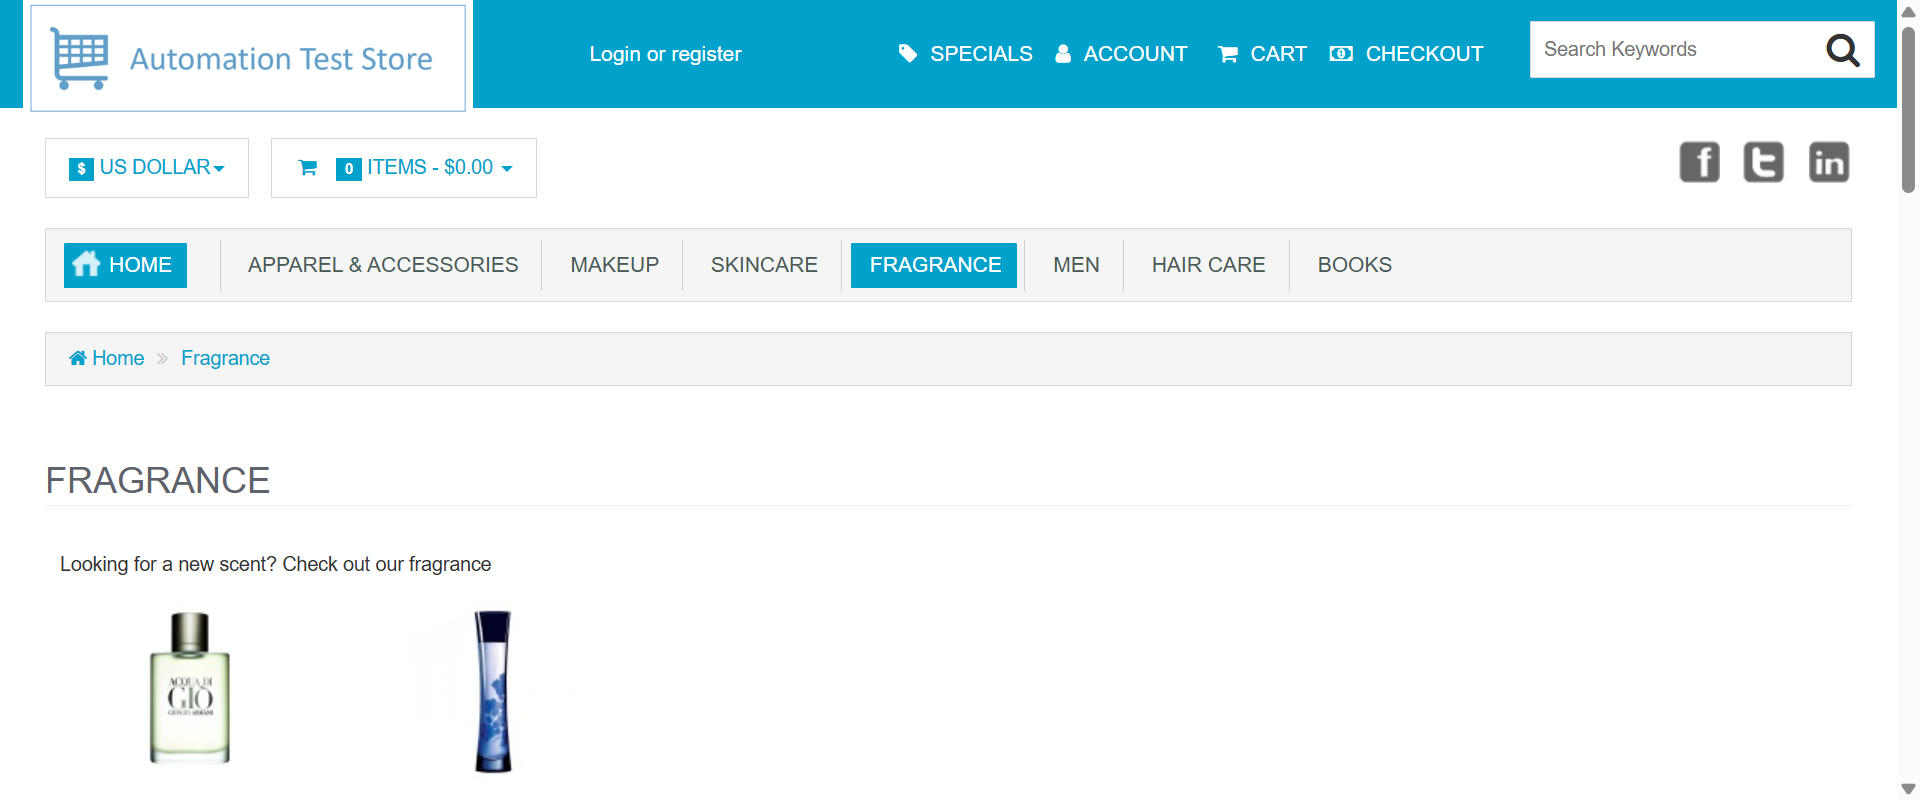 Automation Test Store
Login or register
SPECIALS
ACCOUNT
CART
CHECKOUT
Search Keywords
$ US DOLLAR
0 ITEMS - $0.00
f
t
in
HOME
APPAREL & ACCESSORIES
MAKEUP
SKINCARE
FRAGRANCE
MEN
HAIR CARE
BOOKS
Home » Fragrance
FRAGRANCE
Looking for a new scent? Check out our fragrance
ACQUA DI
GIÒ
GIORGIO ARMANI